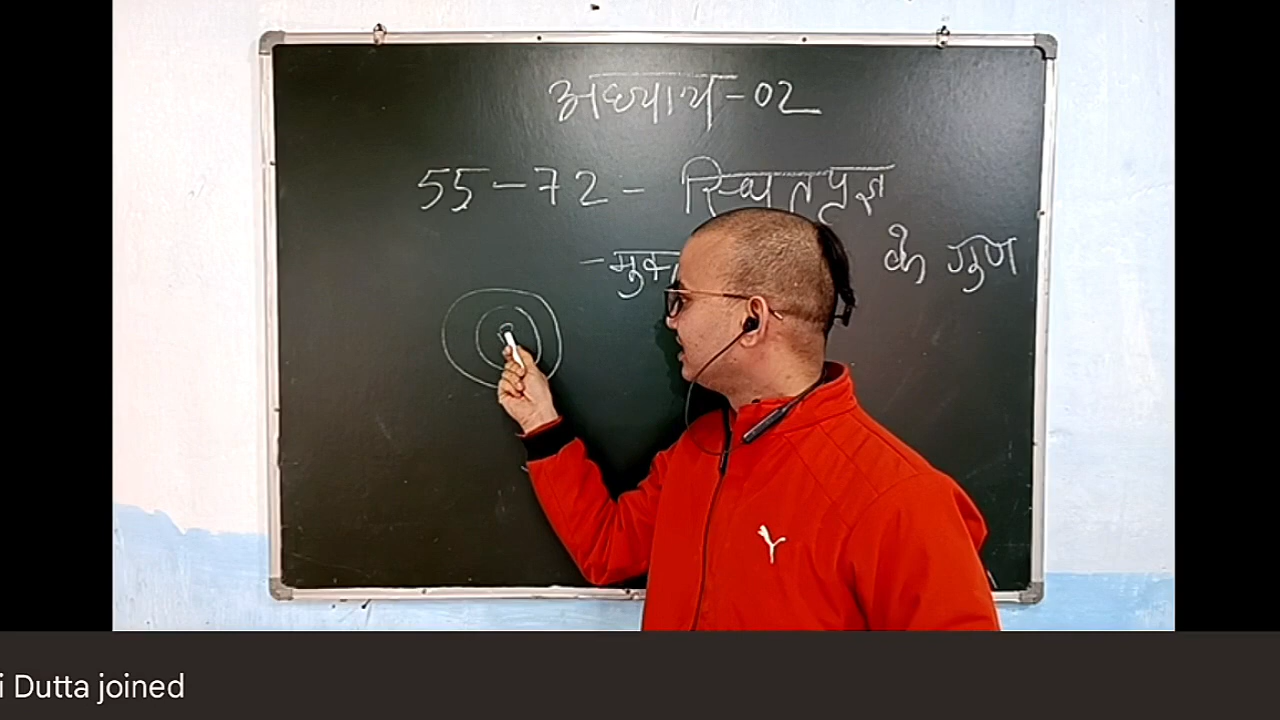 अध्याय-02
55-72- स्थितप्रज्ञ
के गुण
i Dutta joined